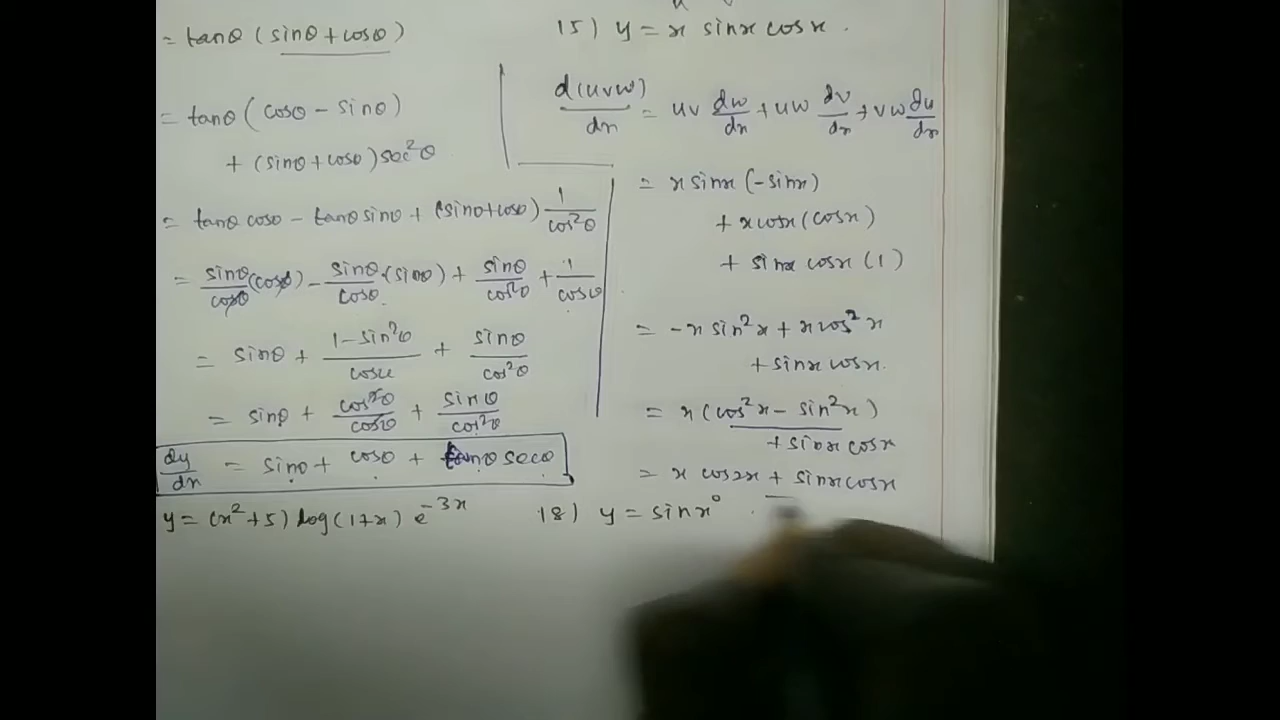 = tanθ (sinθ + cosθ)
= tanθ (cosθ - sinθ)
+ (sinθ + cosθ) sec²θ
= tanθ cosθ - tanθ sinθ + (sinθ + cosθ) 1/cos²θ
= sinθ/cosθ (cosθ) - sinθ/cosθ · (sinθ) + sinθ/cos²θ + 1/cosθ
= sinθ + 1-sin²θ/cosθ + sinθ/cos²θ
= sinθ + cos²θ/cosθ + sinθ/cos²θ
dy/dx = sinθ + cosθ + tanθ secθ
y = (x²+5) log(1+x) e^-3x
15) y = x sinx cosx.
d(uvw)/dx = uv dw/dx + uw dv/dx + vw du/dx
= x sinx (-sinx)
+ x cosx (cosx)
+ sinx cosx (1)
= -x sin²x + x cos²x
+ sinx cosx.
= x (cos²x - sin²x)
+ sinx cosx
= x cos2x + sinx cosx
18) y = sin x°